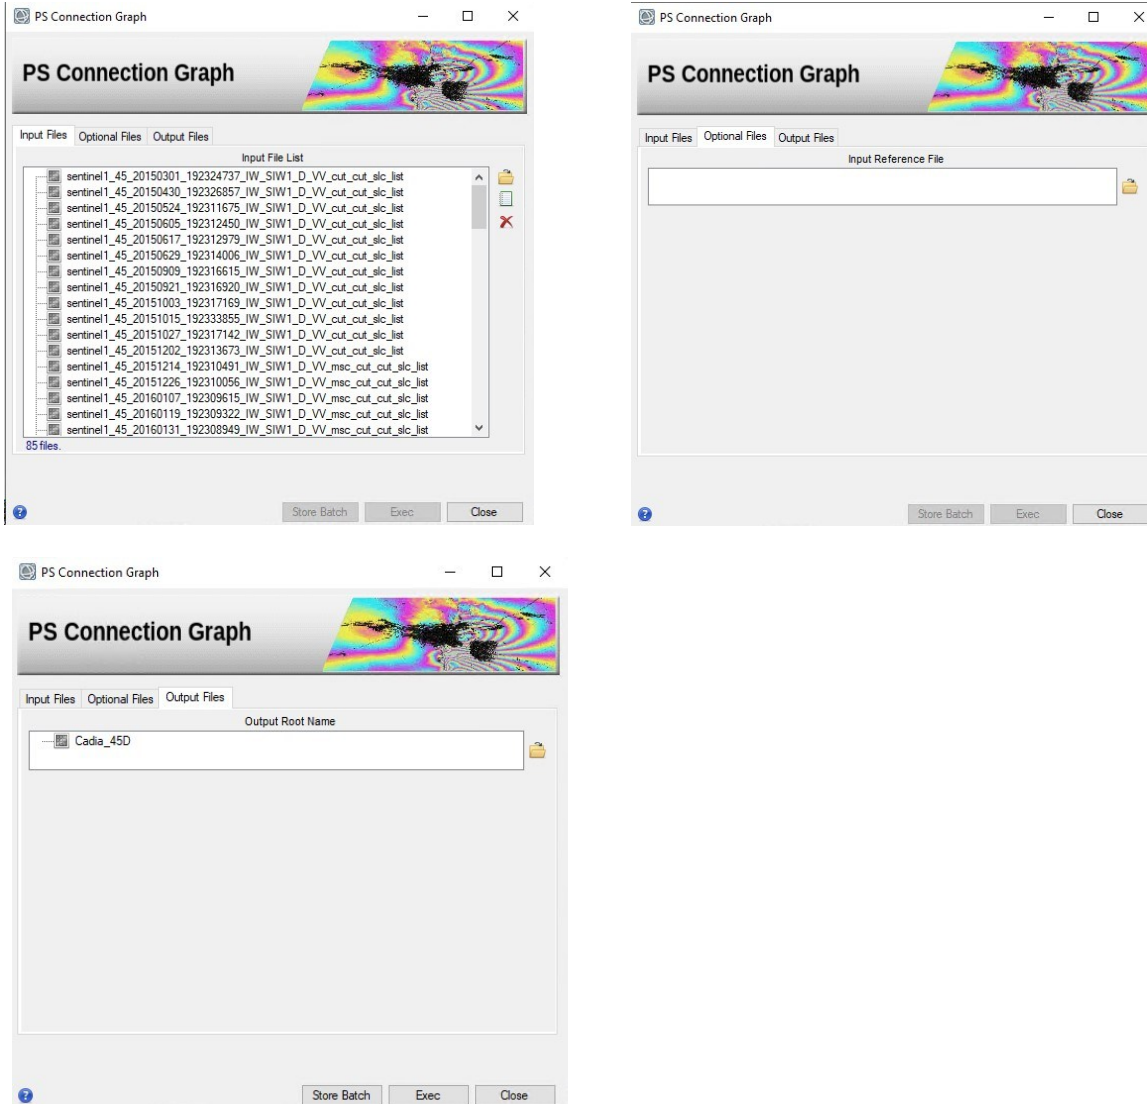 PS Connection Graph
PS Connection Graph
Input Files Optional Files Output Files
Input File List
sentinel1_45_20150301_192324737_IW_SIW1_D_VV_cut_cut_slc_list
sentinel1_45_20150430_192326857_IW_SIW1_D_VV_cut_cut_slc_list
sentinel1_45_20150524_192311675_IW_SIW1_D_VV_cut_cut_slc_list
sentinel1_45_20150605_192312450_IW_SIW1_D_VV_cut_cut_slc_list
sentinel1_45_20150617_192312979_IW_SIW1_D_VV_cut_cut_slc_list
sentinel1_45_20150629_192314006_IW_SIW1_D_VV_cut_cut_slc_list
sentinel1_45_20150909_192316615_IW_SIW1_D_VV_cut_cut_slc_list
sentinel1_45_20150921_192316920_IW_SIW1_D_VV_cut_cut_slc_list
sentinel1_45_20151003_192317169_IW_SIW1_D_VV_cut_cut_slc_list
sentinel1_45_20151015_192333855_IW_SIW1_D_VV_cut_cut_slc_list
sentinel1_45_20151027_192317142_IW_SIW1_D_VV_cut_cut_slc_list
sentinel1_45_20151202_192313673_IW_SIW1_D_VV_cut_cut_slc_list
sentinel1_45_20151214_192310491_IW_SIW1_D_VV_msc_cut_cut_slc_list
sentinel1_45_20151226_192310056_IW_SIW1_D_VV_msc_cut_cut_slc_list
sentinel1_45_20160107_192309615_IW_SIW1_D_VV_msc_cut_cut_slc_list
sentinel1_45_20160119_192309322_IW_SIW1_D_VV_msc_cut_cut_slc_list
sentinel1_45_20160131_192308949_IW_SIW1_D_VV_msc_cut_cut_slc_list
85 files.
Store Batch Exec Close
PS Connection Graph
PS Connection Graph
Input Files Optional Files Output Files
Input Reference File
Store Batch Exec Close
PS Connection Graph
PS Connection Graph
Input Files Optional Files Output Files
Output Root Name
Cadia_45D
Store Batch Exec Close